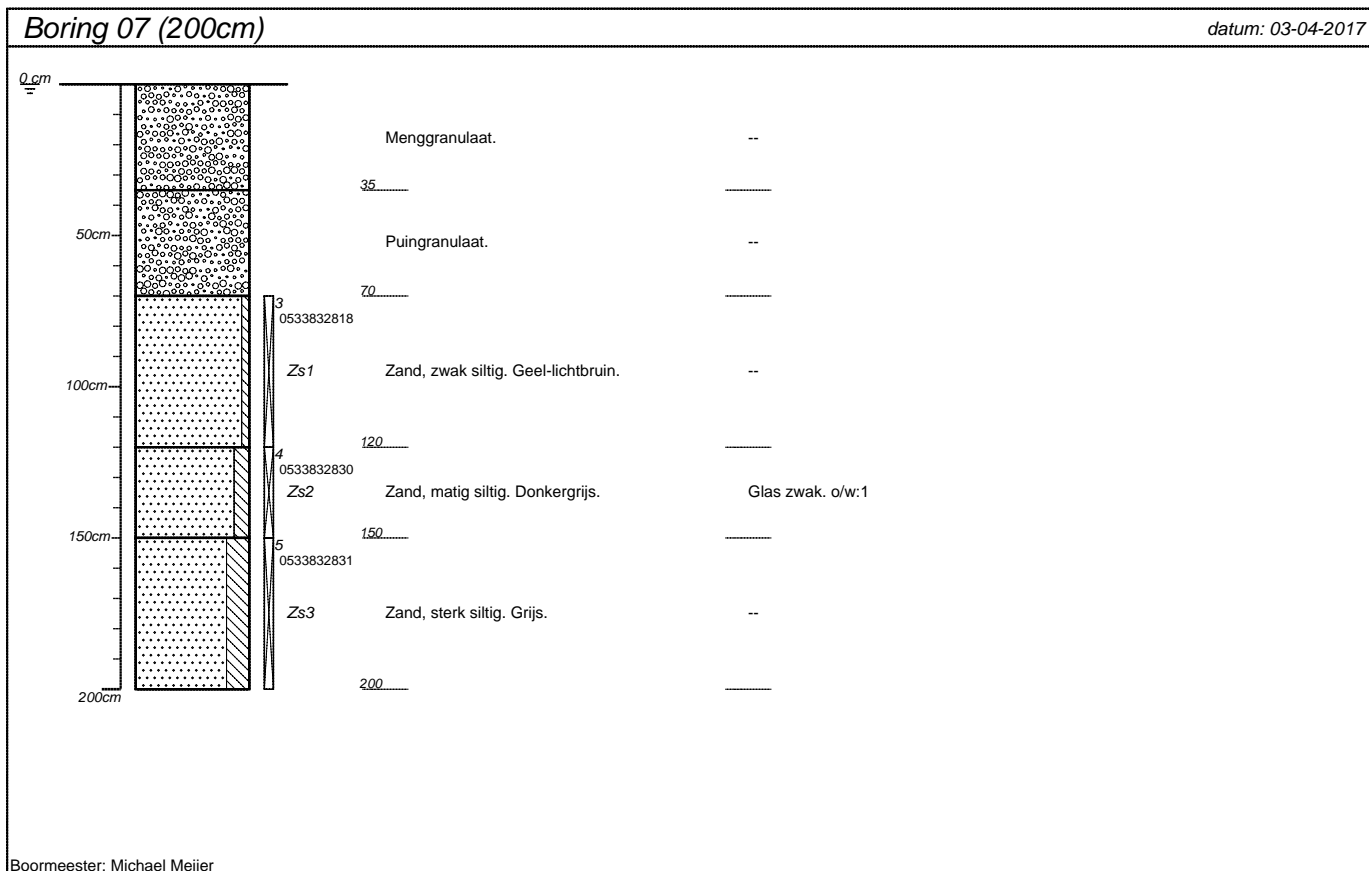 Boring 07 (200cm) datum: 03-04-2017
0 cm
Menggranulaat. --
35
50cm
Puingranulaat. --
70
3
0533832818
Zs1 Zand, zwak siltig. Geel-lichtbruin. --
100cm
120
4
0533832830
Zs2 Zand, matig siltig. Donkergrijs. Glas zwak. o/w:1
150cm
150
5
0533832831
Zs3 Zand, sterk siltig. Grijs. --
200cm
200
Boormeester: Michael Meijer